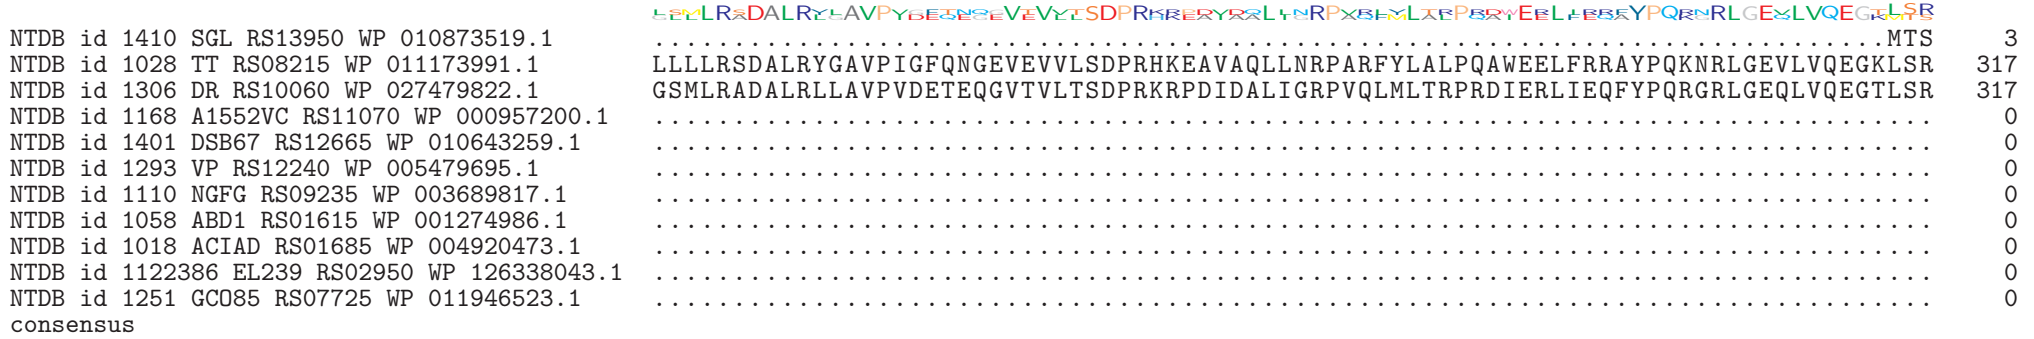 NTDB id 1410 SGL RS13950 WP 010873519.1 .............................................................................MTS 3
NTDB id 1028 TT RS08215 WP 011173991.1 LLLLRSDALRYGAVPIGFQNGEVEVVLSDPRHKEAVAQLLNRPARFYLALPQAWEELFRRAYPQKNRLGEVLVQEGKLSR 317
NTDB id 1306 DR RS10060 WP 027479822.1 GSMLRADALRLLAVPVDETEQGVTVLTSDPRKRPDIDALIGRPVQLMLTRPRDIERLIEQFYPQRGRLGEQLVQEGTLSR 317
NTDB id 1168 A1552VC RS11070 WP 000957200.1 ................................................................................ 0
NTDB id 1401 DSB67 RS12665 WP 010643259.1 ................................................................................ 0
NTDB id 1293 VP RS12240 WP 005479695.1 ................................................................................ 0
NTDB id 1110 NGFG RS09235 WP 003689817.1 ................................................................................ 0
NTDB id 1058 ABD1 RS01615 WP 001274986.1 ................................................................................ 0
NTDB id 1018 ACIAD RS01685 WP 004920473.1 ................................................................................ 0
NTDB id 1122386 EL239 RS02950 WP 126338043.1 ................................................................................ 0
NTDB id 1251 GCO85 RS07725 WP 011946523.1 ................................................................................ 0
consensus